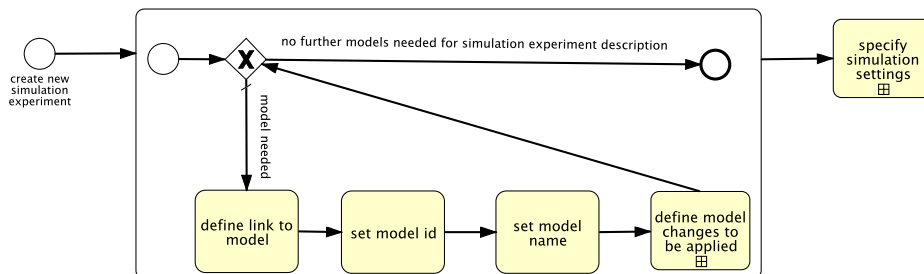 create new
simulation
experiment
no further models needed for simulation experiment description
specify
simulation
settings
model needed
define link to
model
set model id
set model
name
define model
changes to
be applied